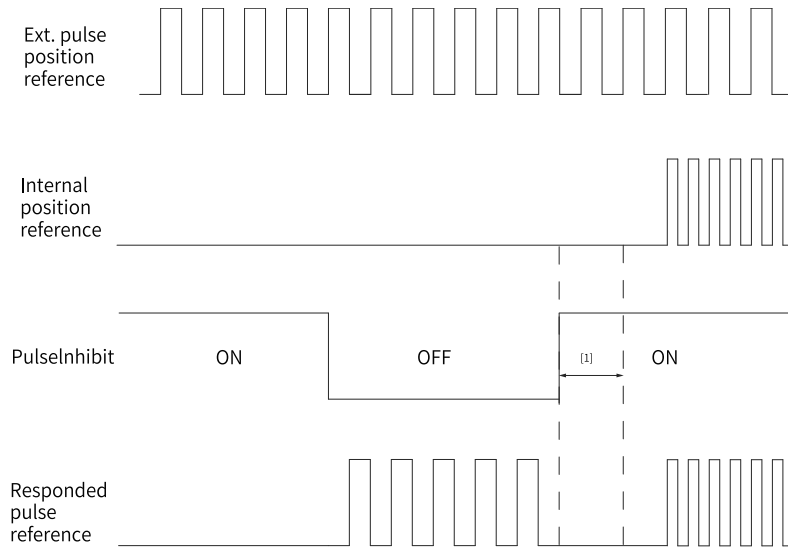 Ext. pulse
position
reference
Internal
position
reference
PulseInhibit
ON
OFF
[1]
ON
Responded
pulse
reference